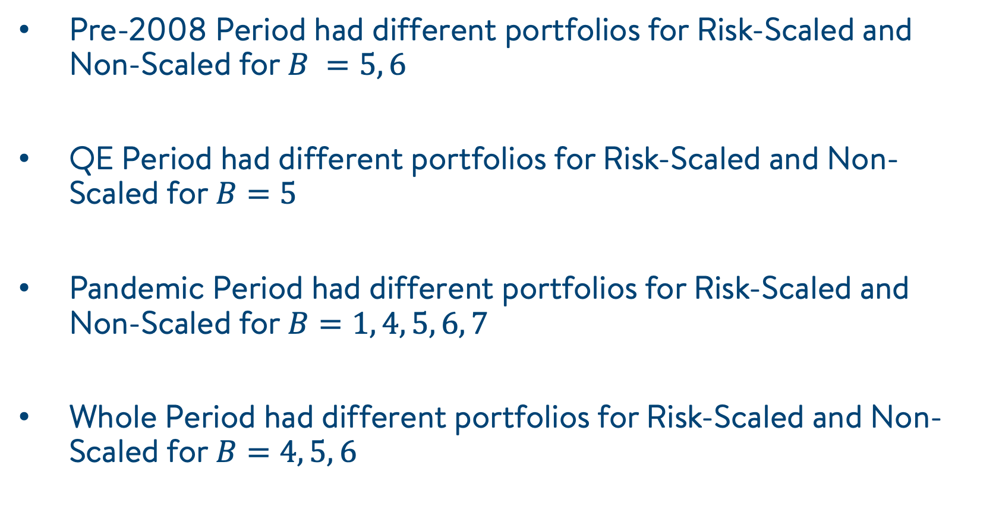 • Pre-2008 Period had different portfolios for Risk-Scaled and
Non-Scaled for B = 5, 6
• QE Period had different portfolios for Risk-Scaled and Non-
Scaled for B = 5
• Pandemic Period had different portfolios for Risk-Scaled and
Non-Scaled for B = 1, 4, 5, 6, 7
• Whole Period had different portfolios for Risk-Scaled and Non-
Scaled for B = 4, 5, 6